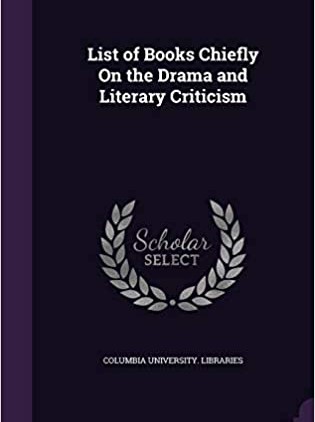 List of Books Chiefly
On the Drama and
Literary Criticism
Scholar
SELECT
COLUMBIA UNIVERSITY. LIBRARIES